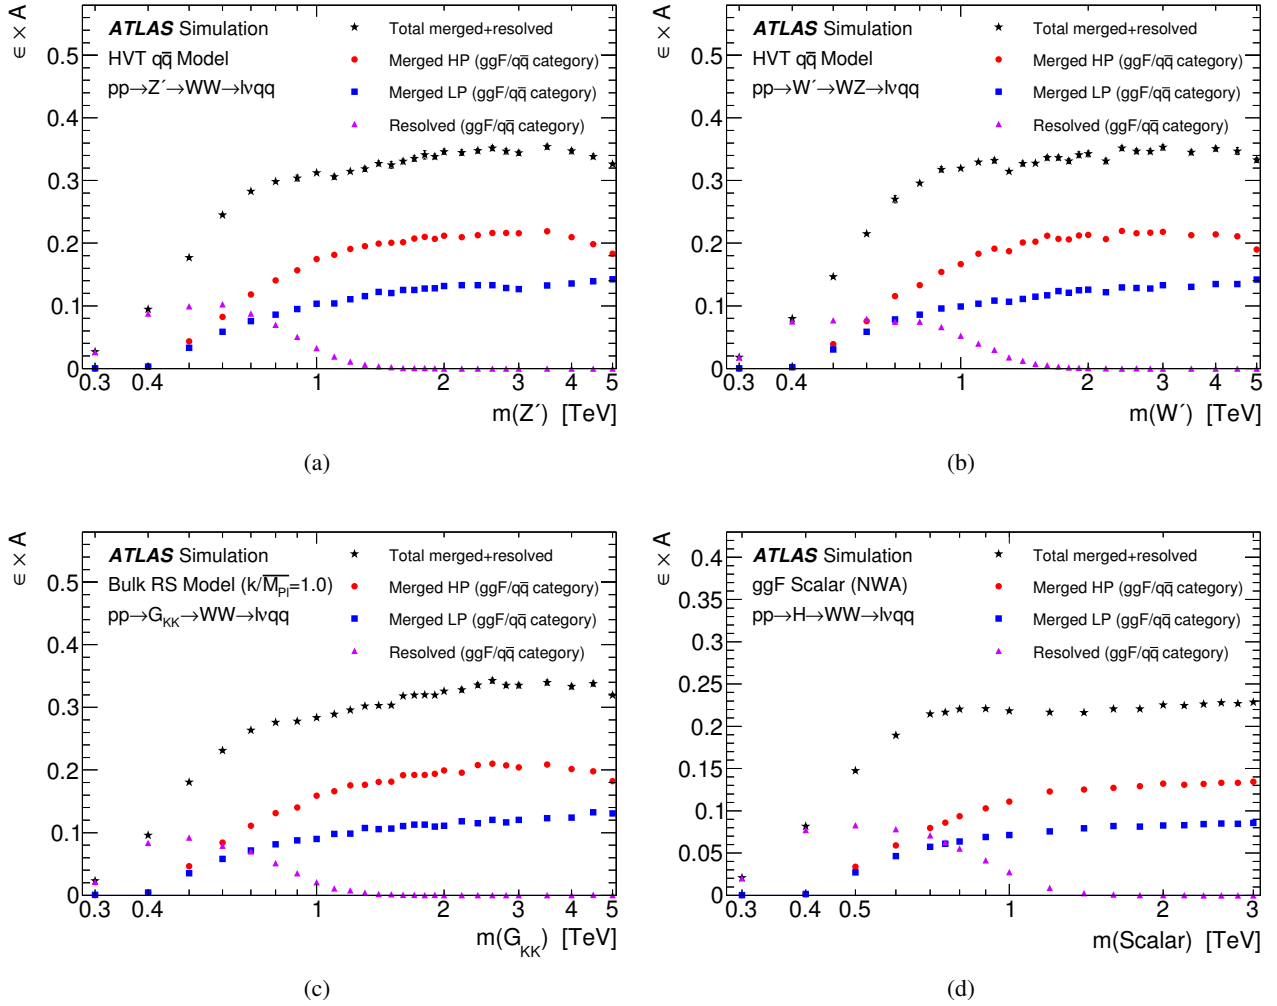 ATLAS Simulation
HVT qq̄ Model
pp→Z′→WW→lνqq
Total merged+resolved
Merged HP (ggF/qq̄ category)
Merged LP (ggF/qq̄ category)
Resolved (ggF/qq̄ category)
∈ × A
0.5
0.4
0.3
0.2
0.1
0
0.3 0.4 1 2 3 4 5
m(Z′) [TeV]
(a)
ATLAS Simulation
HVT qq̄ Model
pp→W′→WZ→lνqq
Total merged+resolved
Merged HP (ggF/qq̄ category)
Merged LP (ggF/qq̄ category)
Resolved (ggF/qq̄ category)
∈ × A
0.5
0.4
0.3
0.2
0.1
0
0.3 0.4 1 2 3 4 5
m(W′) [TeV]
(b)
ATLAS Simulation
Bulk RS Model (k/M̅_Pl=1.0)
pp→G_KK→WW→lνqq
Total merged+resolved
Merged HP (ggF/qq̄ category)
Merged LP (ggF/qq̄ category)
Resolved (ggF/qq̄ category)
∈ × A
0.5
0.4
0.3
0.2
0.1
0
0.3 0.4 1 2 3 4 5
m(G_KK) [TeV]
(c)
ATLAS Simulation
ggF Scalar (NWA)
pp→H→WW→lνqq
Total merged+resolved
Merged HP (ggF/qq̄ category)
Merged LP (ggF/qq̄ category)
Resolved (ggF/qq̄ category)
∈ × A
0.4
0.35
0.3
0.25
0.2
0.15
0.1
0.05
0
0.3 0.4 0.5 1 2 3
m(Scalar) [TeV]
(d)